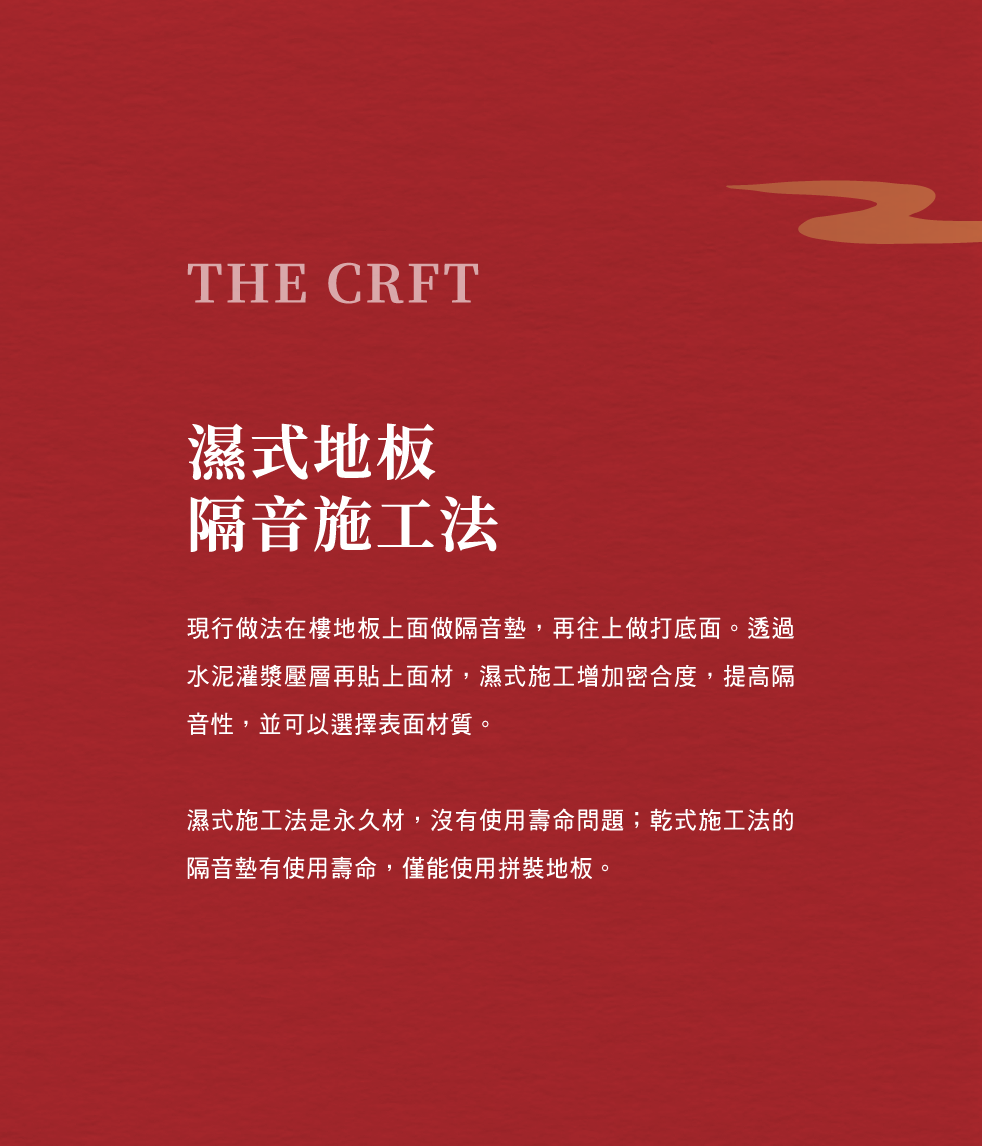 THE CRFT
濕式地板
隔音施工法
現行做法在樓地板上面做隔音墊，再往上做打底面。透過
水泥灌漿壓層再貼上面材，濕式施工增加密合度，提高隔
音性，並可以選擇表面材質。
濕式施工法是永久材，沒有使用壽命問題；乾式施工法的
隔音墊有使用壽命，僅能使用拼裝地板。